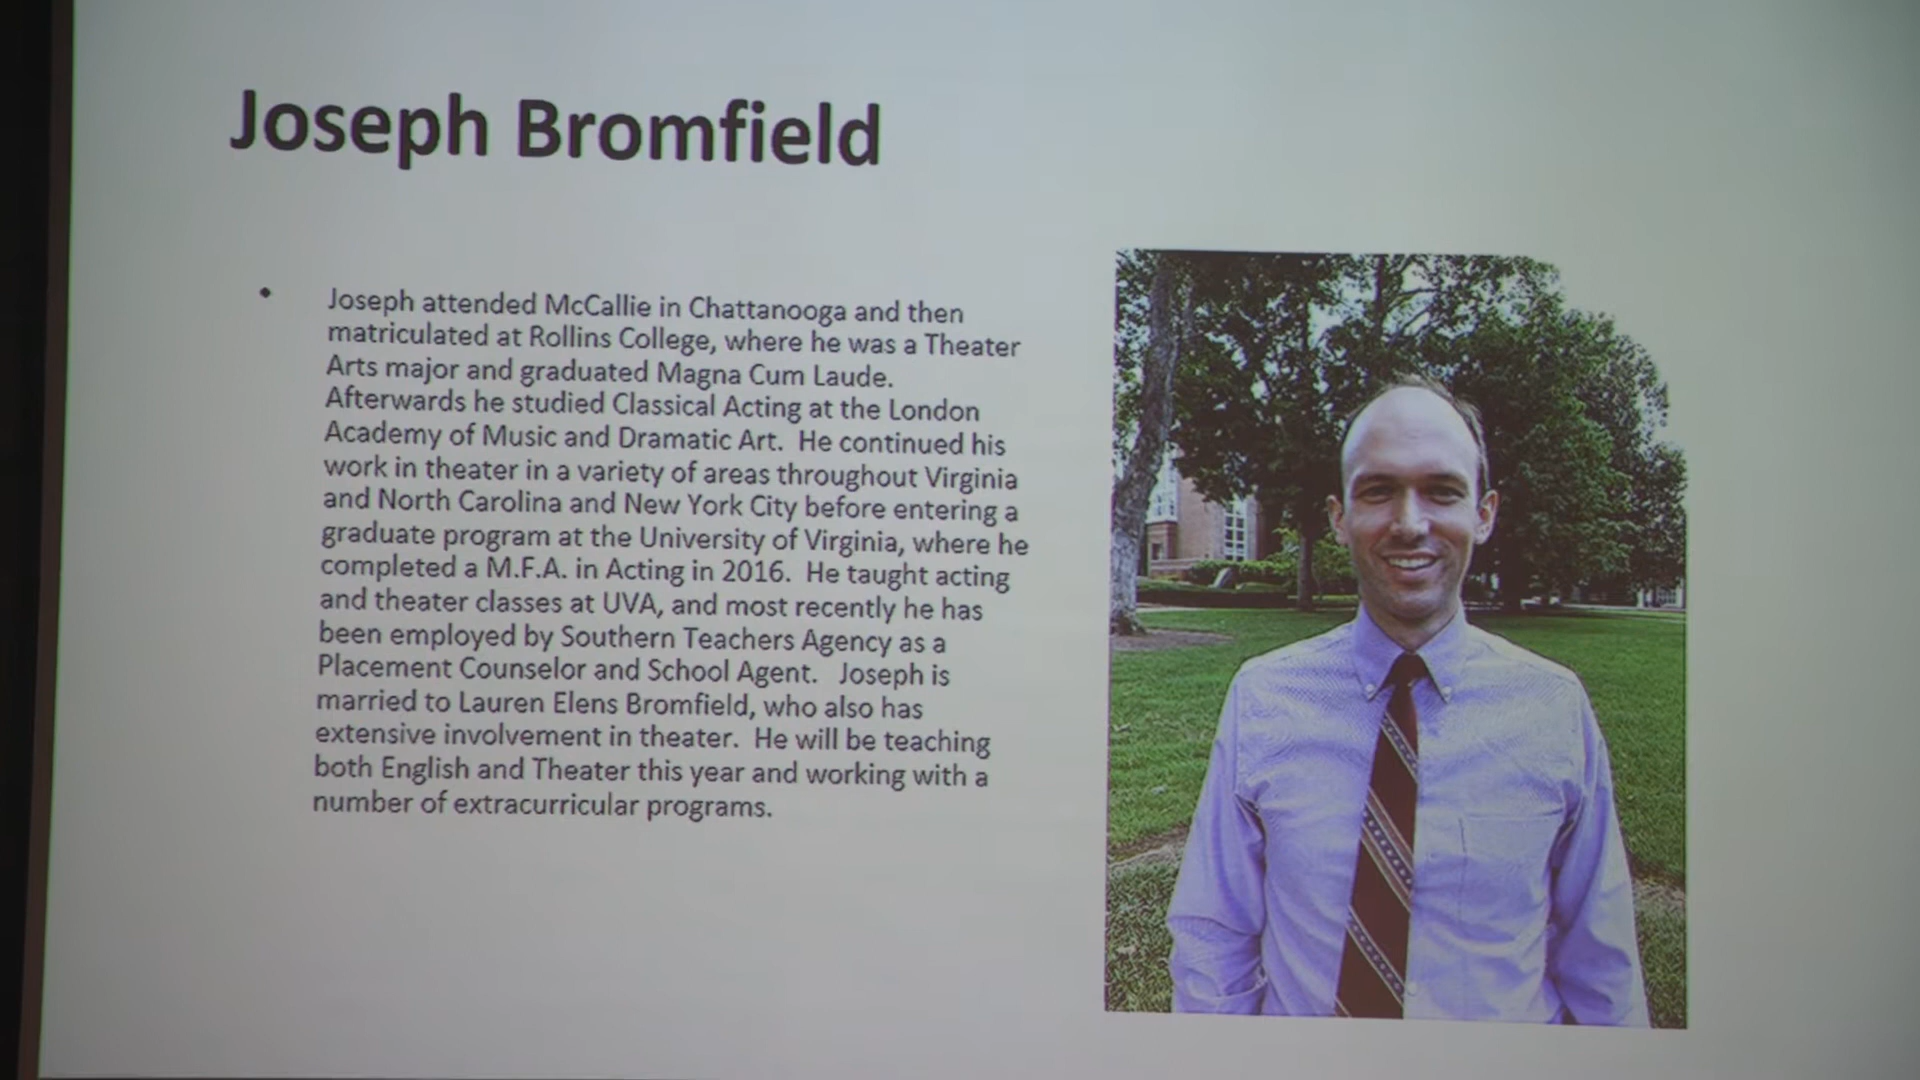 Joseph Bromfield
• Joseph attended McCallie in Chattanooga and then
matriculated at Rollins College, where he was a Theater
Arts major and graduated Magna Cum Laude.
Afterwards he studied Classical Acting at the London
Academy of Music and Dramatic Art. He continued his
work in theater in a variety of areas throughout Virginia
and North Carolina and New York City before entering a
graduate program at the University of Virginia, where he
completed a M.F.A. in Acting in 2016. He taught acting
and theater classes at UVA, and most recently he has
been employed by Southern Teachers Agency as a
Placement Counselor and School Agent. Joseph is
married to Lauren Elens Bromfield, who also has
extensive involvement in theater. He will be teaching
both English and Theater this year and working with a
number of extracurricular programs.